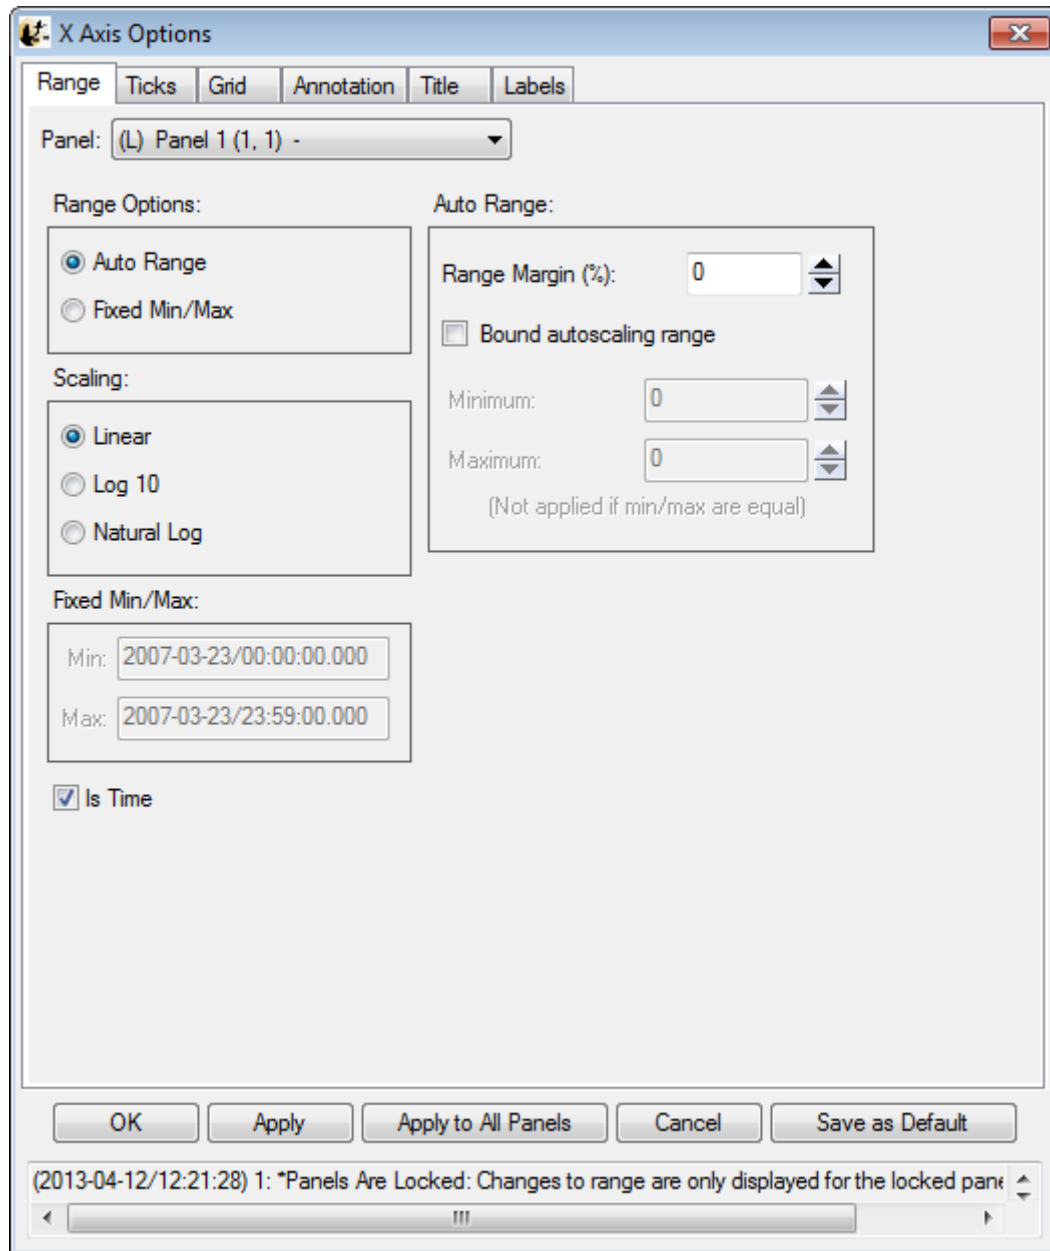 X Axis Options
Range Ticks Grid Annotation Title Labels
Panel: (L) Panel 1 (1, 1) -
Range Options:
Auto Range
Fixed Min/Max
Scaling:
Linear
Log 10
Natural Log
Fixed Min/Max:
Min: 2007-03-23/00:00:00.000
Max: 2007-03-23/23:59:00.000
Is Time
Auto Range:
Range Margin (%): 0
Bound autoscaling range
Minimum: 0
Maximum: 0
(Not applied if min/max are equal)
OK Apply Apply to All Panels Cancel Save as Default
(2013-04-12/12:21:28) 1: *Panels Are Locked: Changes to range are only displayed for the locked pane